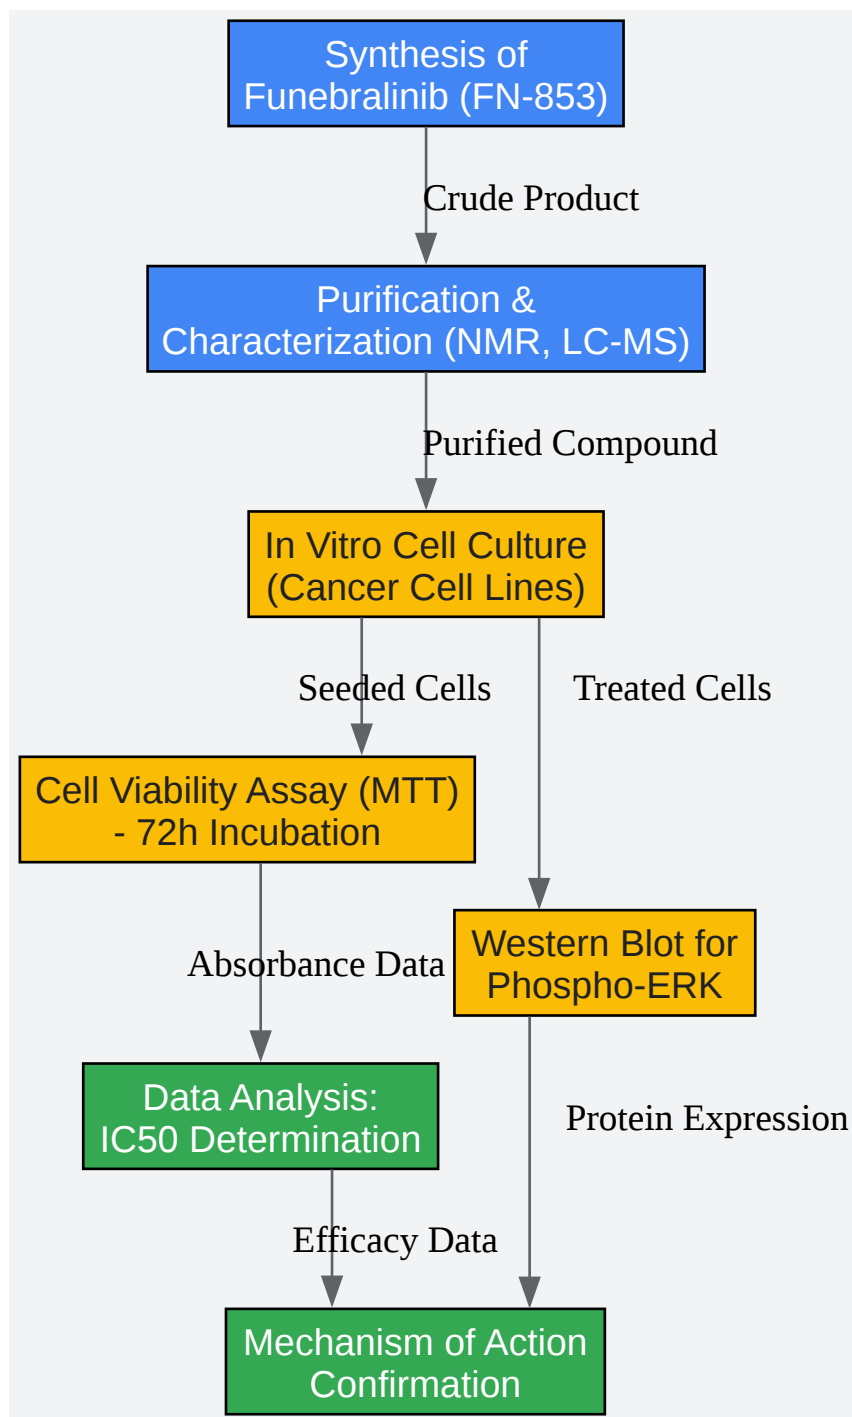 Synthesis of
Funebralinib (FN-853)
Crude Product
Purification &
Characterization (NMR, LC-MS)
Purified Compound
In Vitro Cell Culture
(Cancer Cell Lines)
Seeded Cells
Treated Cells
Cell Viability Assay (MTT)
- 72h Incubation
Absorbance Data
Western Blot for
Phospho-ERK
Data Analysis:
IC50 Determination
Protein Expression
Efficacy Data
Mechanism of Action
Confirmation